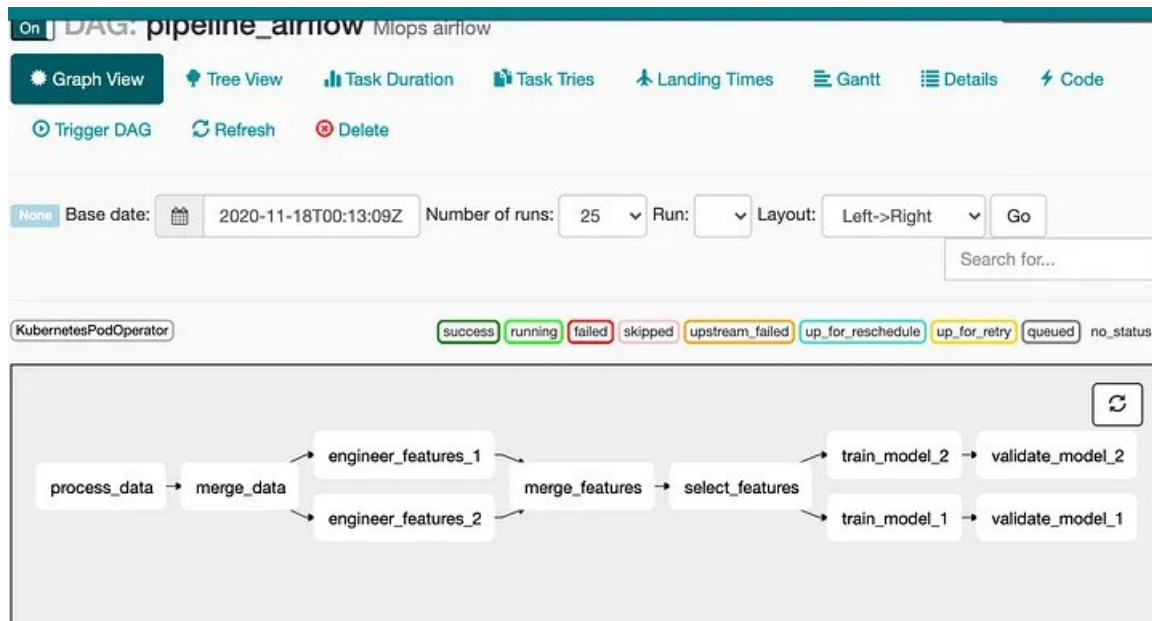 On DAG: pipeline_airflow Mlops airflow
Graph View Tree View Task Duration Task Tries Landing Times Gantt Details Code
Trigger DAG Refresh Delete
None Base date: 2020-11-18T00:13:09Z Number of runs: 25 Run: Layout: Left->Right Go
Search for...
KubernetesPodOperator success running failed skipped upstream_failed up_for_reschedule up_for_retry queued no_status
engineer_features_1 train_model_2 validate_model_2
process_data merge_data merge_features select_features
engineer_features_2 train_model_1 validate_model_1